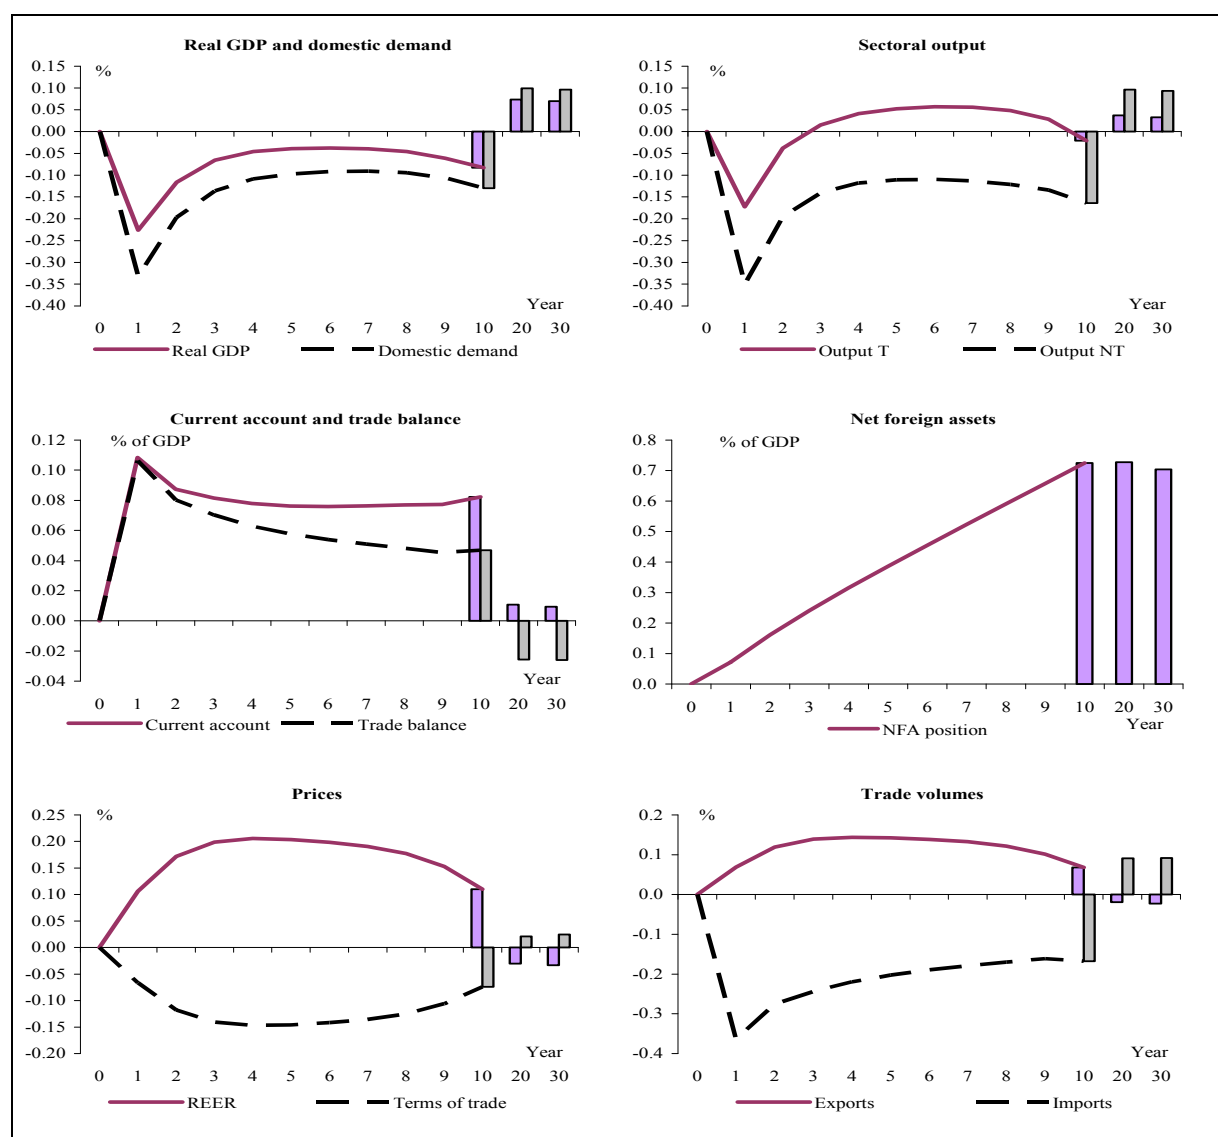 Real GDP and domestic demand
%
0.15
0.10
0.05
0.00
-0.05
-0.10
-0.15
-0.20
-0.25
-0.30
-0.35
-0.40
Year
0 1 2 3 4 5 6 7 8 9 10 20 30
Real GDP Domestic demand
Sectoral output
%
0.15
0.10
0.05
0.00
-0.05
-0.10
-0.15
-0.20
-0.25
-0.30
-0.35
-0.40
Year
0 1 2 3 4 5 6 7 8 9 10 20 30
Output T Output NT
Current account and trade balance
% of GDP
0.12
0.10
0.08
0.06
0.04
0.02
0.00
-0.02
-0.04
Year
0 1 2 3 4 5 6 7 8 9 10 20 30
Current account Trade balance
Net foreign assets
% of GDP
0.8
0.7
0.6
0.5
0.4
0.3
0.2
0.1
0.0
0 1 2 3 4 5 6 7 8 9 10 20 30
Year
NFA position
Prices
%
0.25
0.20
0.15
0.10
0.05
0.00
-0.05
-0.10
-0.15
-0.20
Year
0 1 2 3 4 5 6 7 8 9 10 20 30
REER Terms of trade
Trade volumes
%
0.2
0.1
0.0
-0.1
-0.2
-0.3
-0.4
Year
0 1 2 3 4 5 6 7 8 9 10 20 30
Exports Imports